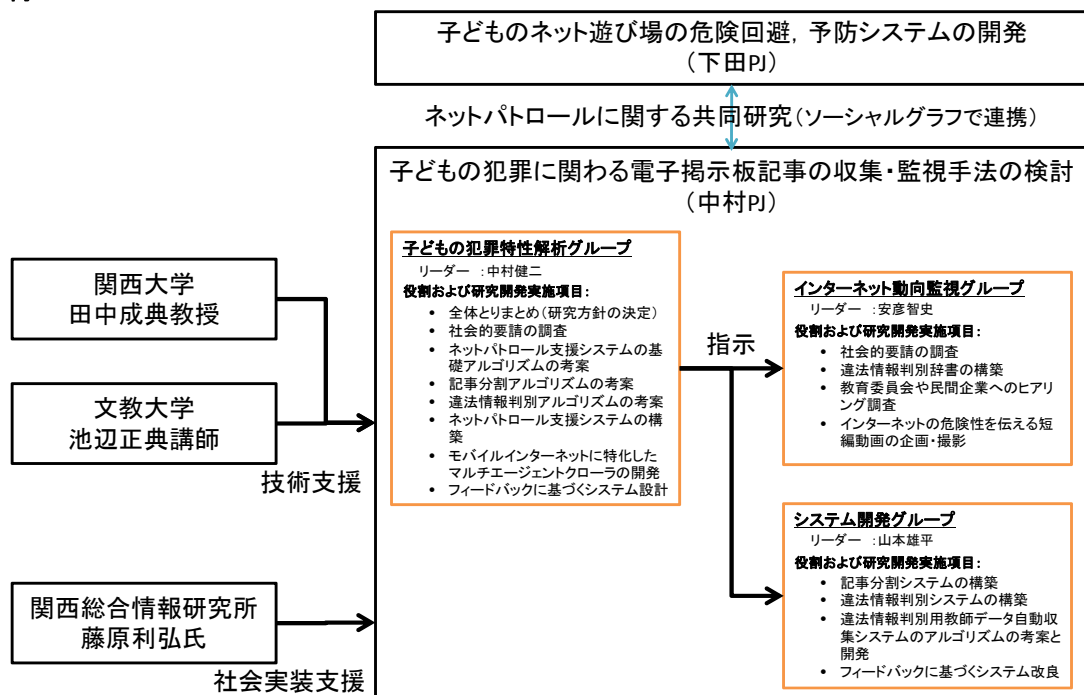 子どものネット遊び場の危険回避，予防システムの開発
（下田PJ）
ネットパトロールに関する共同研究（ソーシャルグラフで連携）
子どもの犯罪に関わる電子掲示板記事の収集・監視手法の検討
（中村PJ）
関西大学
田中成典教授
文教大学
池辺正典講師
技術支援
関西総合情報研究所
藤原利弘氏
社会実装支援
子どもの犯罪特性解析グループ
リーダー ：中村健二
役割および研究開発実施項目：
• 全体とりまとめ（研究方針の決定）
• 社会的要請の調査
• ネットパトロール支援システムの基
礎アルゴリズムの考案
• 記事分割アルゴリズムの考案
• 違法情報判別アルゴリズムの考案
• ネットパトロール支援システムの構
築
• モバイルインターネットに特化した
マルチエージェントクローラの開発
• フィードバックに基づくシステム設計
指示
インターネット動向監視グループ
リーダー ：安彦智史
役割および研究開発実施項目：
• 社会的要請の調査
• 違法情報判別辞書の構築
• 教育委員会や民間企業へのヒアリ
ング調査
• インターネットの危険性を伝える短
編動画の企画・撮影
システム開発グループ
リーダー ：山本雄平
役割および研究開発実施項目：
• 記事分割システムの構築
• 違法情報判別システムの構築
• 違法情報判別用教師データ自動収
集システムのアルゴリズムの考案と
開発
• フィードバックに基づくシステム改良